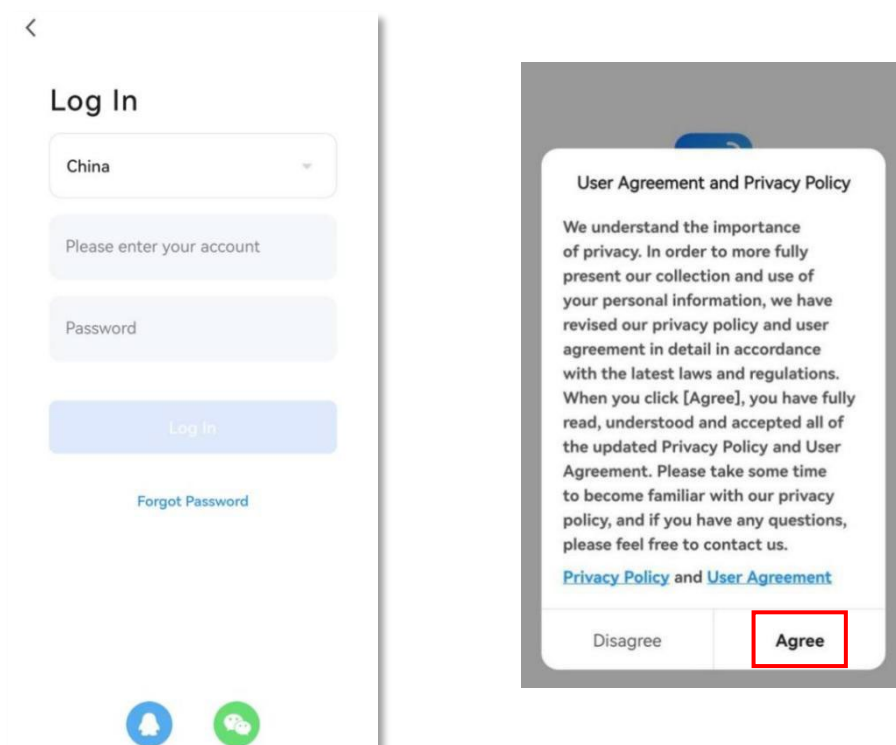 Log In
China
Please enter your account
Password
Log In
Forgot Password
User Agreement and Privacy Policy
We understand the importance
of privacy. In order to more fully
present our collection and use of
your personal information, we have
revised our privacy policy and user
agreement in detail in accordance
with the latest laws and regulations.
When you click [Agree], you have fully
read, understood and accepted all of
the updated Privacy Policy and User
Agreement. Please take some time
to become familiar with our privacy
policy, and if you have any questions,
please feel free to contact us.
Privacy Policy and User Agreement
Disagree
Agree